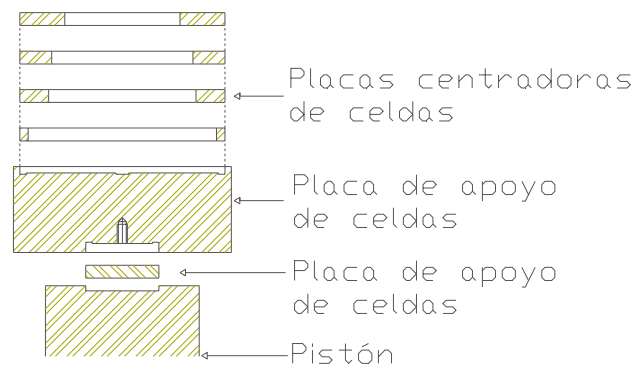 Placas centradoras
de celdas
Placa de apoyo
de celdas
Placa de apoyo
de celdas
Pistón